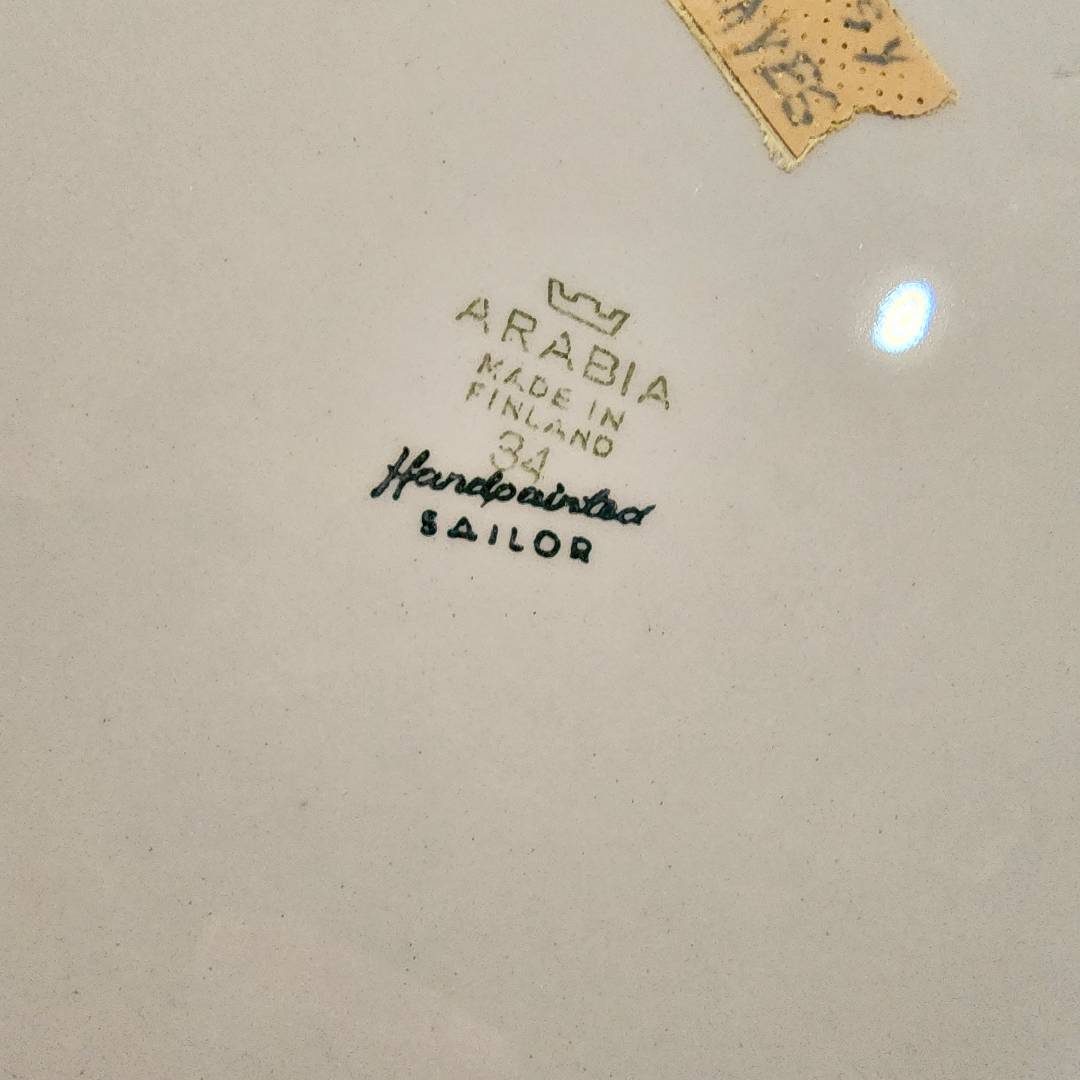 ARABIA
MADE IN
FINLAND
34
Handpainted
SAILOR